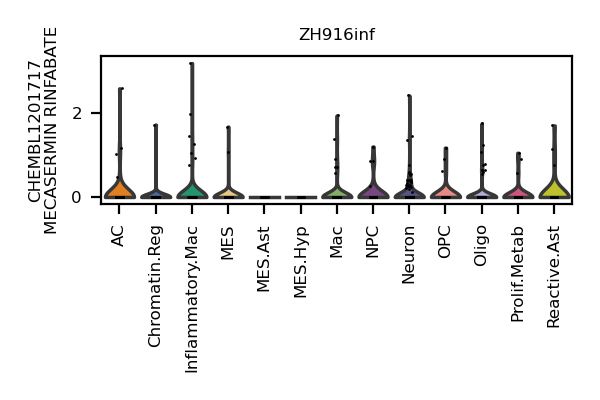 ZH916inf
CHEMBL1201717
MECASERMIN RINFABATE
2
0
AC
Chromatin.Reg
Inflammatory.Mac
MES
MES.Ast
MES.Hyp
Mac
NPC
Neuron
OPC
Oligo
Prolif.Metab
Reactive.Ast